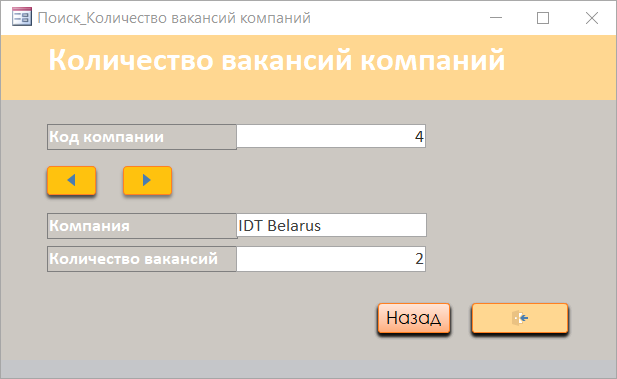 Поиск_Количество вакансий компаний
Количество вакансий компаний
Код компании 4
Компания IDT Belarus
Количество вакансий 2
Назад